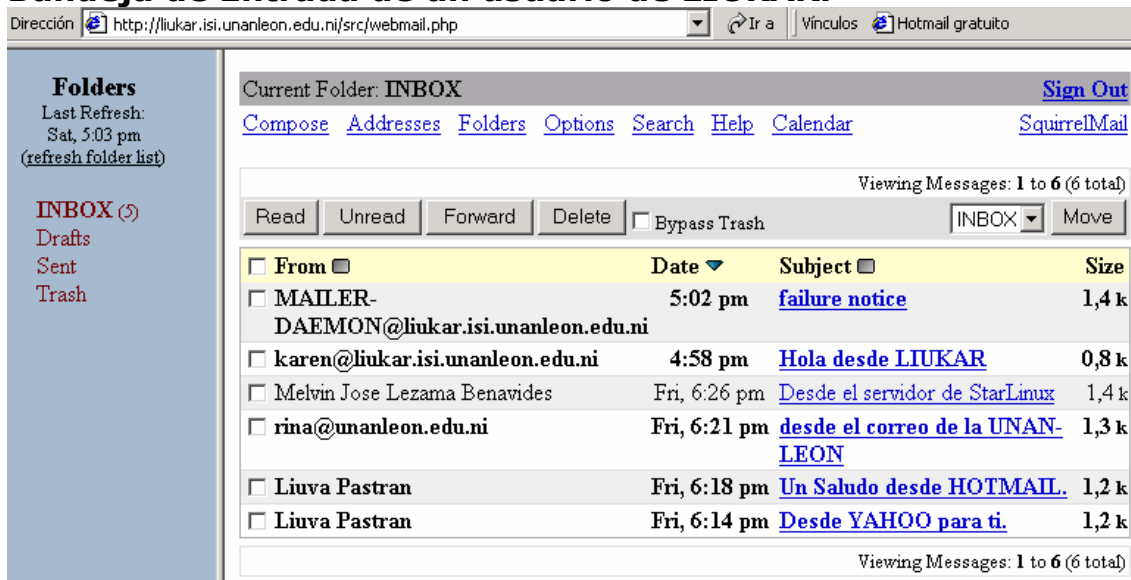 Bandeja de Entrada de un usuario de LIUKAR.
Dirección http://liukar.isi.unanleon.edu.ni/src/webmail.php Ir a Vínculos Hotmail gratuito
Folders
Last Refresh:
Sat, 5:03 pm
(refresh folder list)
INBOX (5)
Drafts
Sent
Trash
Current Folder: INBOX Sign Out
Compose Addresses Folders Options Search Help Calendar SquirrelMail
Viewing Messages: 1 to 6 (6 total)
Read Unread Forward Delete Bypass Trash INBOX Move
From Date Subject Size
MAILER- 5:02 pm failure notice 1,4 k
DAEMON@liukar.isi.unanleon.edu.ni
karen@liukar.isi.unanleon.edu.ni 4:58 pm Hola desde LIUKAR 0,8 k
Melvin Jose Lezama Benavides Fri, 6:26 pm Desde el servidor de StarLinux 1,4 k
rina@unanleon.edu.ni Fri, 6:21 pm desde el correo de la UNAN- 1,3 k
LEON
Liuva Pastran Fri, 6:18 pm Un Saludo desde HOTMAIL. 1,2 k
Liuva Pastran Fri, 6:14 pm Desde YAHOO para ti. 1,2 k
Viewing Messages: 1 to 6 (6 total)